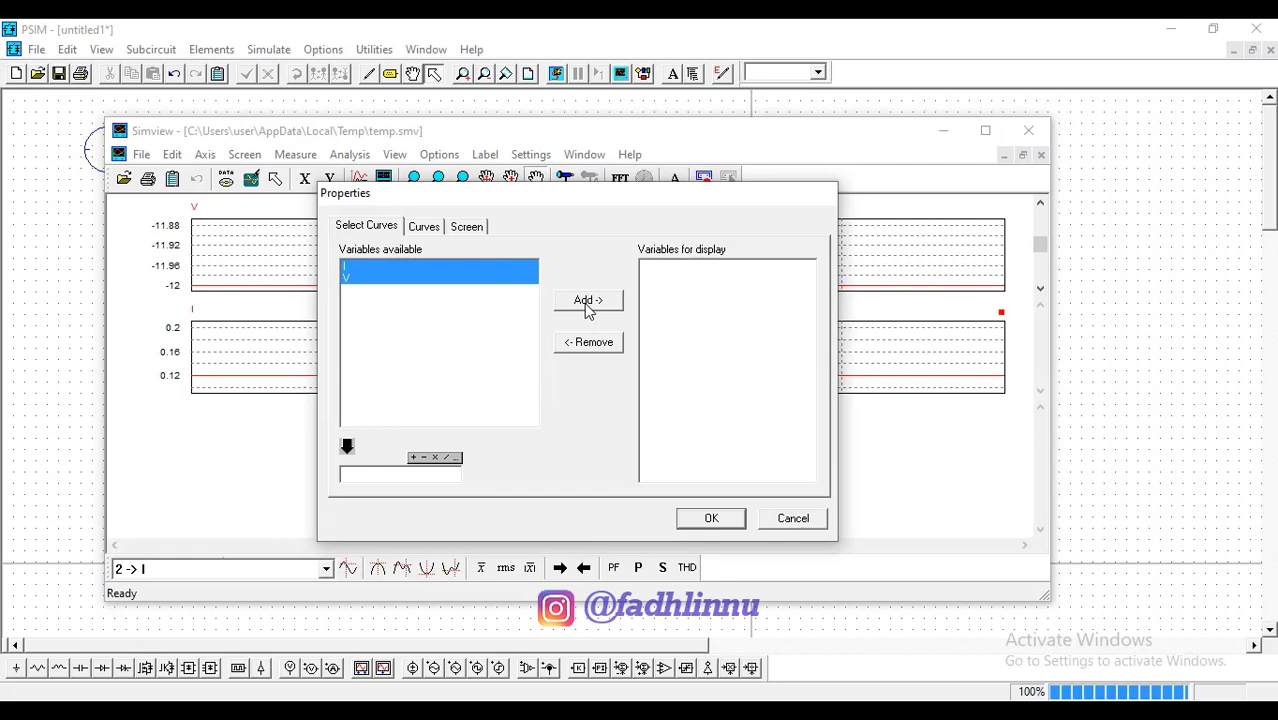 PSIM - [untitled1*]
File Edit View Subcircuit Elements Simulate Options Utilities Window Help
Simview - [C:\Users\user\AppData\Local\Temp\temp.smv]
File Edit Axis Screen Measure Analysis View Options Label Settings Window Help
DATA X Y FFT A
Properties
V
Select Curves Curves Screen
Variables available Variables for display
-11.88
-11.92
-11.96
-12
I
V
Add ->
<- Remove
I
0.2
0.16
0.12
+ - × / ...
OK Cancel
2 -> I
x rms |x| PF P S THD
Ready
@fadhlinnu
Activate Windows
Go to Settings to activate Windows.
100%